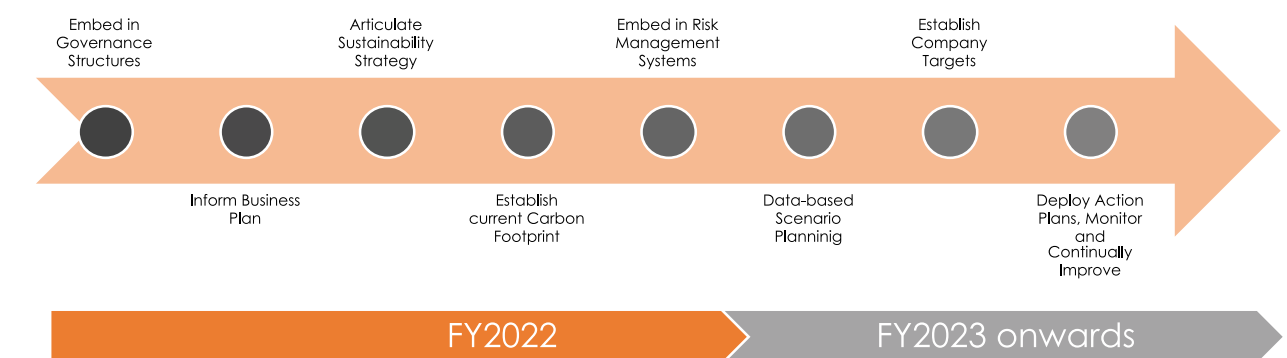 Embed in
Governance
Structures
Articulate
Sustainability
Strategy
Embed in Risk
Management
Systems
Establish
Company
Targets
Inform Business
Plan
Establish
current Carbon
Footprint
Data-based
Scenario
Planninig
Deploy Action
Plans, Monitor
and
Continually
Improve
FY2022
FY2023 onwards